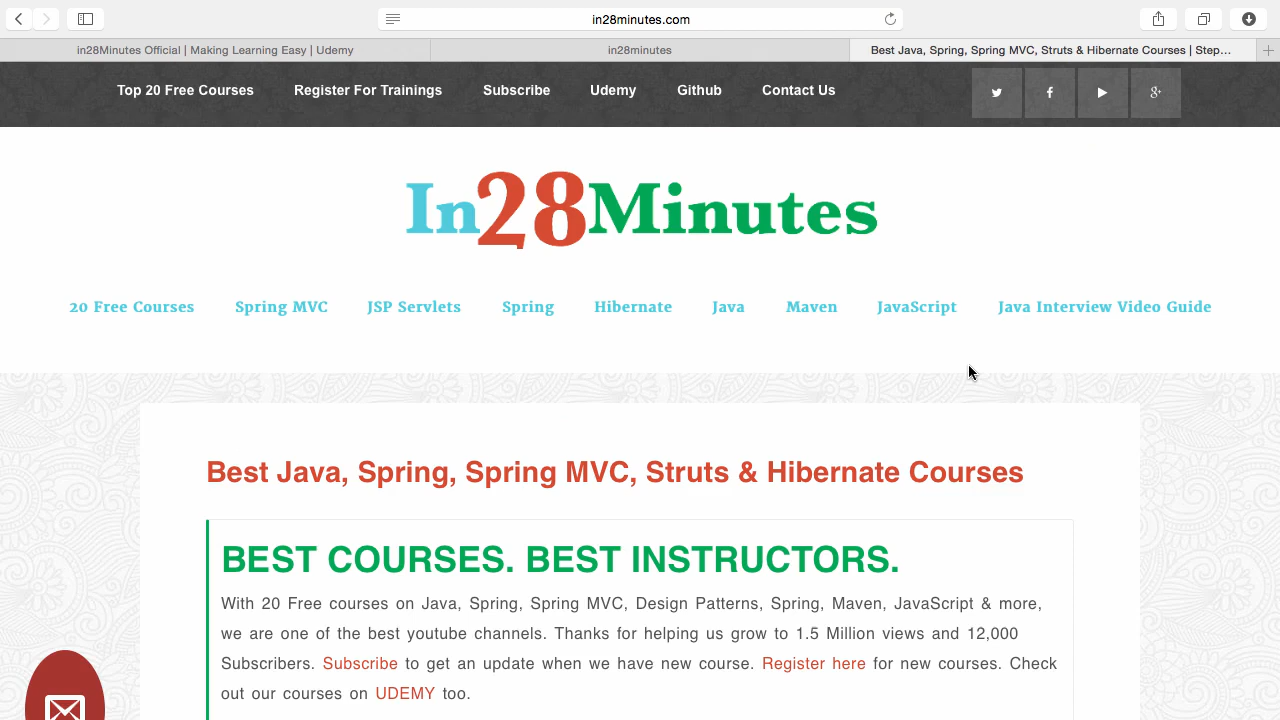 in28minutes.com
in28Minutes Official | Making Learning Easy | Udemy
in28minutes
Best Java, Spring, Spring MVC, Struts & Hibernate Courses | Step...
Top 20 Free Courses
Register For Trainings
Subscribe
Udemy
Github
Contact Us
In28Minutes
20 Free Courses
Spring MVC
JSP Servlets
Spring
Hibernate
Java
Maven
JavaScript
Java Interview Video Guide
Best Java, Spring, Spring MVC, Struts & Hibernate Courses
BEST COURSES. BEST INSTRUCTORS.
With 20 Free courses on Java, Spring, Spring MVC, Design Patterns, Spring, Maven, JavaScript & more,
we are one of the best youtube channels. Thanks for helping us grow to 1.5 Million views and 12,000
Subscribers. Subscribe to get an update when we have new course. Register here for new courses. Check
out our courses on UDEMY too.